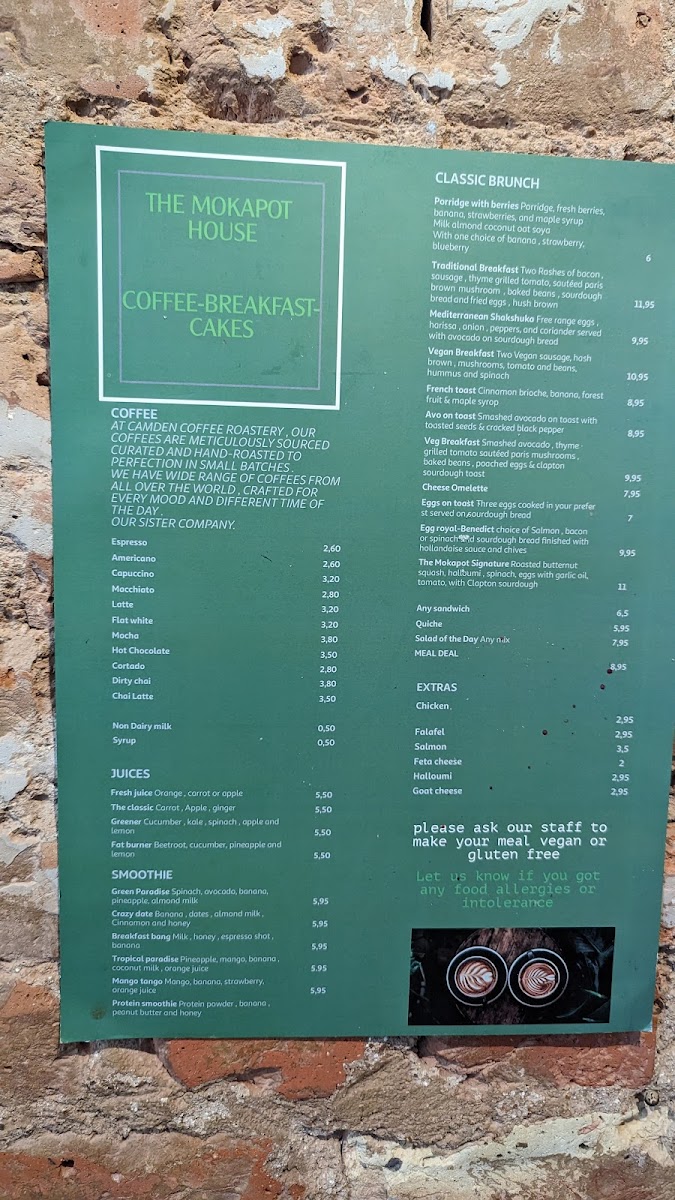 THE MOKAPOT
HOUSE
COFFEE-BREAKFAST-
CAKES
COFFEE
AT CAMDEN COFFEE ROASTERY , OUR
COFFEES ARE METICULOUSLY SOURCED
CURATED AND HAND-ROASTED TO
PERFECTION IN SMALL BATCHES .
WE HAVE WIDE RANGE OF COFFEES FROM
ALL OVER THE WORLD , CRAFTED FOR
EVERY MOOD AND DIFFERENT TIME OF
THE DAY .
OUR SISTER COMPANY.
Espresso 2,60
Americano 2,60
Capuccino 3,20
Macchiato 2,80
Latte 3,20
Flat white 3,20
Mocha 3,80
Hot Chocolate 3,50
Cortado 2,80
Dirty chai 3,80
Chai Latte 3,50
Non Dairy milk 0,50
Syrup 0,50
JUICES
Fresh juice Orange , carrot or apple 5,50
The classic Carrot , Apple , ginger 5,50
Greener Cucumber , kale , spinach , apple and
lemon 5,50
Fat burner Beetroot, cucumber, pineapple and
lemon 5,50
SMOOTHIE
Green Paradise Spinach, avocado, banana,
pineapple, almond milk 5,95
Crazy date Banana , dates , almond milk ,
Cinnamon and honey 5,95
Breakfast bang Milk , honey , espresso shot ,
banana 5,95
Tropical paradise Pineapple, mango, banana ,
coconut milk , orange juice 5.95
Mango tango Mango, banana, strawberry,
orange juice 5,95
Protein smoothie Protein powder , banana ,
peanut butter and honey
CLASSIC BRUNCH
Porridge with berries Porridge, fresh berries,
banana, strawberries, and maple syrup
Milk almond coconut oat soya
With one choice of banana , strawberry,
blueberry 6
Traditional Breakfast Two Rashes of bacon ,
sausage , thyme grilled tomato, sautéed paris
brown mushroom , baked beans , sourdough
bread and fried eggs , hush brown 11,95
Mediterranean Shakshuka Free range eggs ,
harissa , onion , peppers, and coriander served
with avocado on sourdough bread 9,95
Vegan Breakfast Two Vegan sausage, hash
brown , mushrooms, tomato and beans,
hummus and spinach 10,95
French toast Cinnamon brioche, banana, forest
fruit & maple syrop 8,95
Avo on toast Smashed avocado on toast with
toasted seeds & cracked black pepper 8,95
Veg Breakfast Smashed avocado , thyme
grilled tomato sautéed paris mushrooms ,
baked beans , poached eggs & clapton
sourdough toast 9,95
Cheese Omelette 7,95
Eggs on toast Three eggs cooked in your prefer
st served on sourdough bread 7
Egg royal-Benedict choice of Salmon , bacon
or spinach and sourdough bread finished with
hollandaise sauce and chives 9,95
The Mokapot Signature Roasted butternut
squash, halloumi , spinach, eggs with garlic oil,
tomato, with Clapton sourdough 11
Any sandwich 6,5
Quiche 5,95
Salad of the Day Any mix 7,95
MEAL DEAL
8,95
EXTRAS
Chicken
2,95
Falafel 2,95
Salmon 3,5
Feta cheese 2
Halloumi 2,95
Goat cheese 2,95
please ask our staff to
make your meal vegan or
gluten free
Let us know if you got
any food allergies or
intolerance